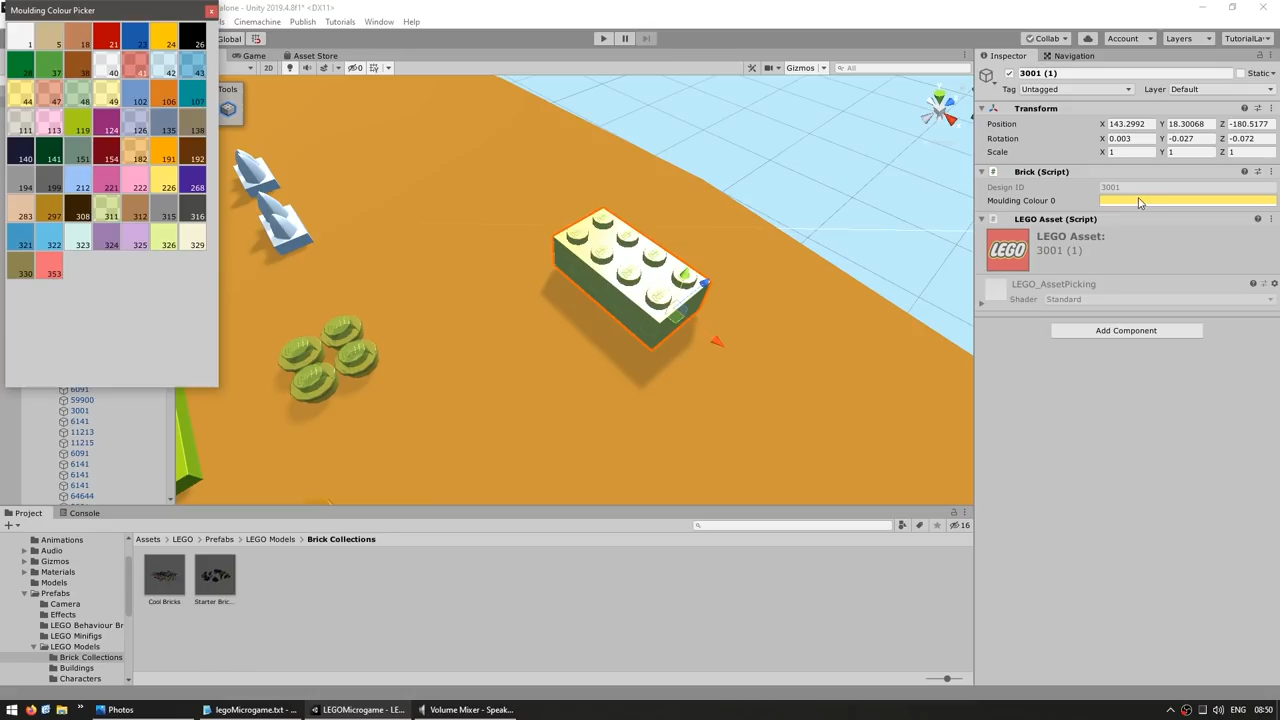 Moulding Colour Picker
alone - Unity 2019.4.8f1* <DX11>
Cinemachine Publish Tutorials Window Help
Global
Collab Account Layers TutorialLa
Game Asset Store
2D 0 Gizmos All
Tools
1 5 18 21 23 24 26
28 37 38 40 41 42 43
44 47 48 49 102 106 107
111 113 119 124 126 135 138
140 141 151 154 182 191 192
194 199 212 221 222 226 268
283 297 308 311 312 315 316
321 322 323 324 325 326 329
330 353
6091
59900
3001
6141
11213
11215
6091
6141
6141
6141
64644
Inspector Navigation
3001 (1) Static
Tag Untagged Layer Default
Transform
Position X 143.2992 Y 18.30068 Z -180.5177
Rotation X 0.003 Y -0.027 Z -0.072
Scale X 1 Y 1 Z 1
Brick (Script)
Design ID 3001
Moulding Colour 0
LEGO Asset (Script)
LEGO
LEGO Asset:
3001 (1)
LEGO_AssetPicking
Shader Standard
Add Component
Project Console
16
Animations
Audio
Gizmos
Materials
Models
Prefabs
Camera
Effects
LEGO Behaviour Br
LEGO Minifigs
LEGO Models
Brick Collections
Buildings
Characters
Assets > LEGO > Prefabs > LEGO Models > Brick Collections
Cool Bricks Starter Bric...
Photos legoMicrogame.txt - ... LEGOMicrogame - LE... Volume Mixer - Speak... ENG 08:50